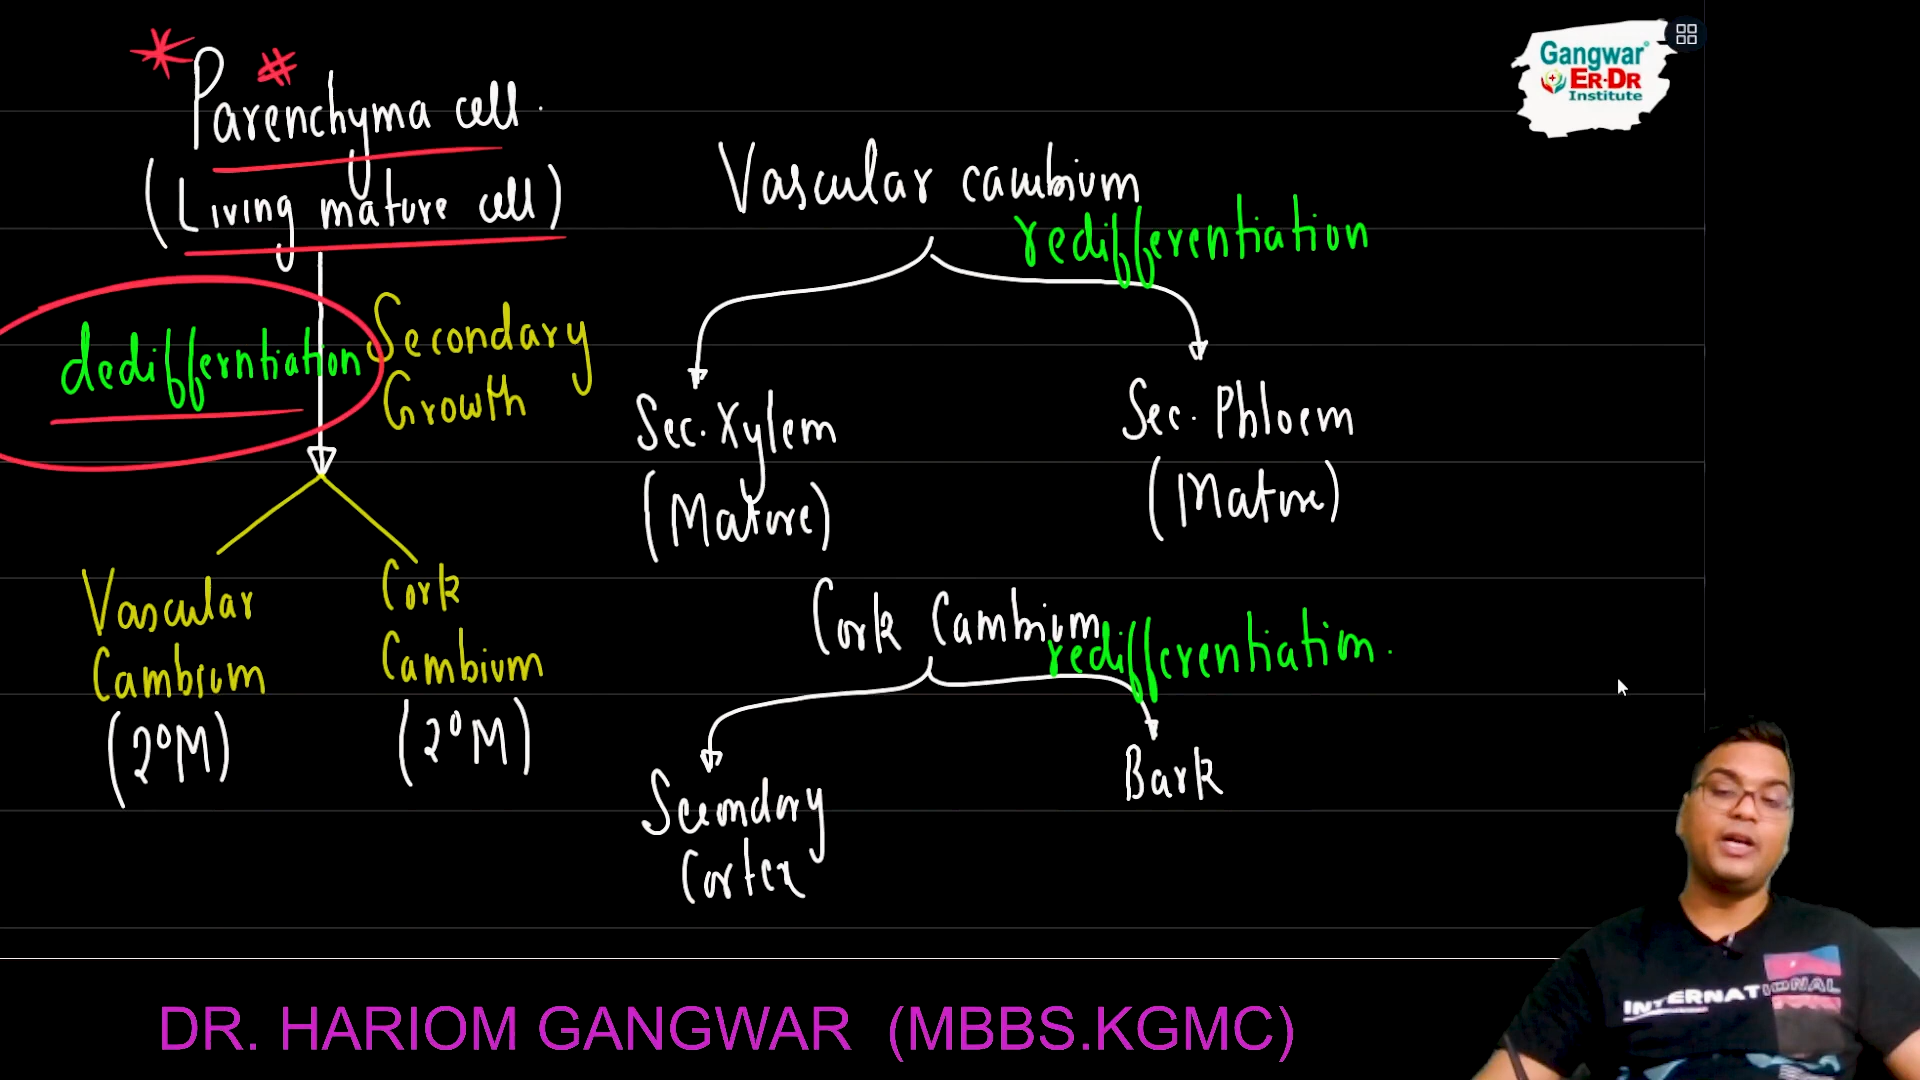 Parenchyma cell.
(Living mature cell)
dedifferntiation
Secondary
Growth
Vascular
Cambium
(2°M)
Cork
Cambium
(2°M)
Vascular cambium
redifferentiation
Sec. Xylem
(Mature)
Sec. Phloem
(Mature)
Cork Cambium
redifferentiation.
Secondary
Cortex
Bark
Gangwar
ER-DR
Institute
INTERNATIONAL
DR. HARIOM GANGWAR (MBBS.KGMC)